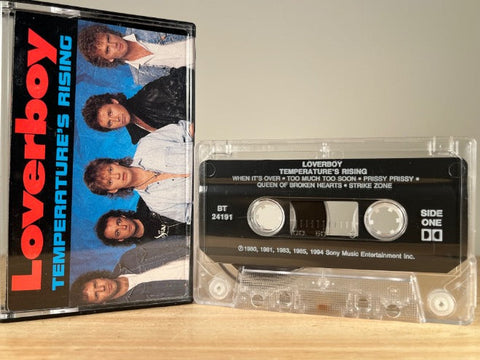 Loverboy
TEMPERATURE'S RISING
LOVERBOY
TEMPERATURE'S RISING
WHEN IT'S OVER • TOO MUCH TOO SOON • PRISSY PRISSY •
QUEEN OF BROKEN HEARTS • STRIKE ZONE
BT
24191
SIDE
ONE
℗1980, 1981, 1983, 1985, 1994 Sony Music Entertainment Inc.